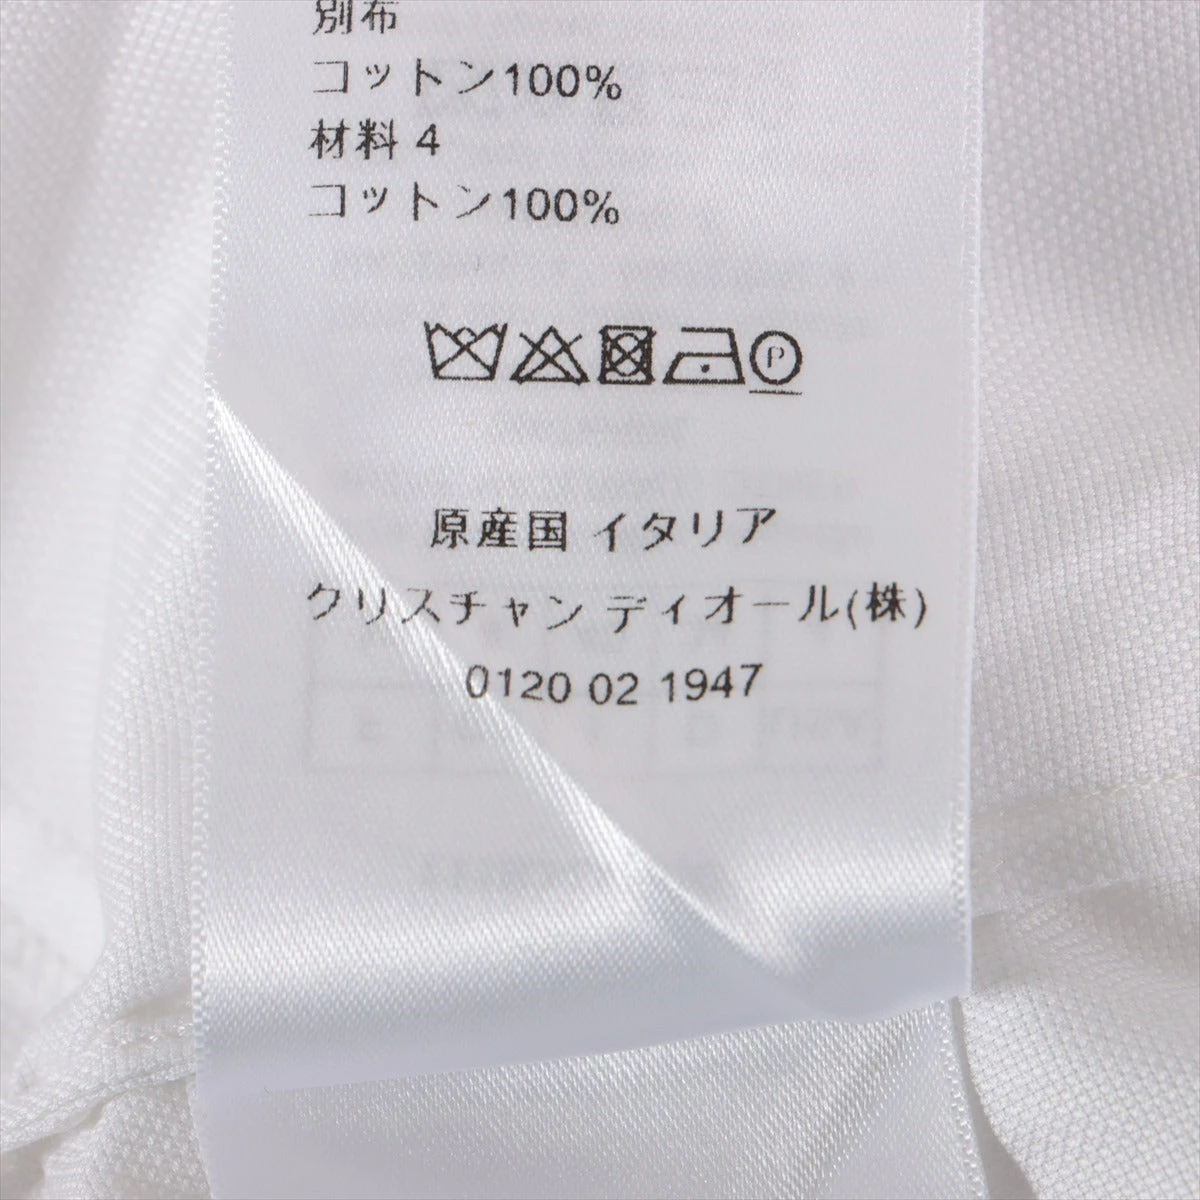 別布
コットン100%
材料 4
コットン100%
P
原産国 イタリア
クリスチャン ディオール(株)
0120 02 1947